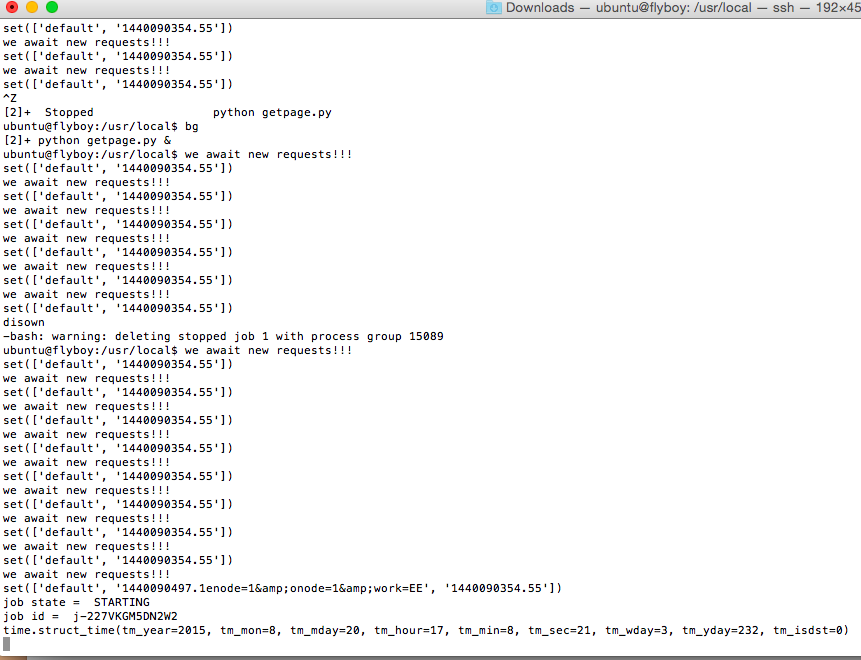 Downloads — ubuntu@flyboy: /usr/local — ssh — 192×45
set(['default', '1440090354.55'])
we await new requests!!!
set(['default', '1440090354.55'])
we await new requests!!!
set(['default', '1440090354.55'])
^Z
[2]+  Stopped                 python getpage.py
ubuntu@flyboy:/usr/local$ bg
[2]+ python getpage.py &
ubuntu@flyboy:/usr/local$ we await new requests!!!
set(['default', '1440090354.55'])
we await new requests!!!
set(['default', '1440090354.55'])
we await new requests!!!
set(['default', '1440090354.55'])
we await new requests!!!
set(['default', '1440090354.55'])
we await new requests!!!
set(['default', '1440090354.55'])
we await new requests!!!
set(['default', '1440090354.55'])
disown
-bash: warning: deleting stopped job 1 with process group 15089
ubuntu@flyboy:/usr/local$ we await new requests!!!
set(['default', '1440090354.55'])
we await new requests!!!
set(['default', '1440090354.55'])
we await new requests!!!
set(['default', '1440090354.55'])
we await new requests!!!
set(['default', '1440090354.55'])
we await new requests!!!
set(['default', '1440090354.55'])
we await new requests!!!
set(['default', '1440090354.55'])
we await new requests!!!
set(['default', '1440090354.55'])
we await new requests!!!
set(['default', '1440090354.55'])
we await new requests!!!
set(['default', '1440090497.1enode=1&amp;onode=1&amp;work=EE', '1440090354.55'])
job state =  STARTING
job id =  j-227VKGM5DN2W2
time.struct_time(tm_year=2015, tm_mon=8, tm_mday=20, tm_hour=17, tm_min=8, tm_sec=21, tm_wday=3, tm_yday=232, tm_isdst=0)